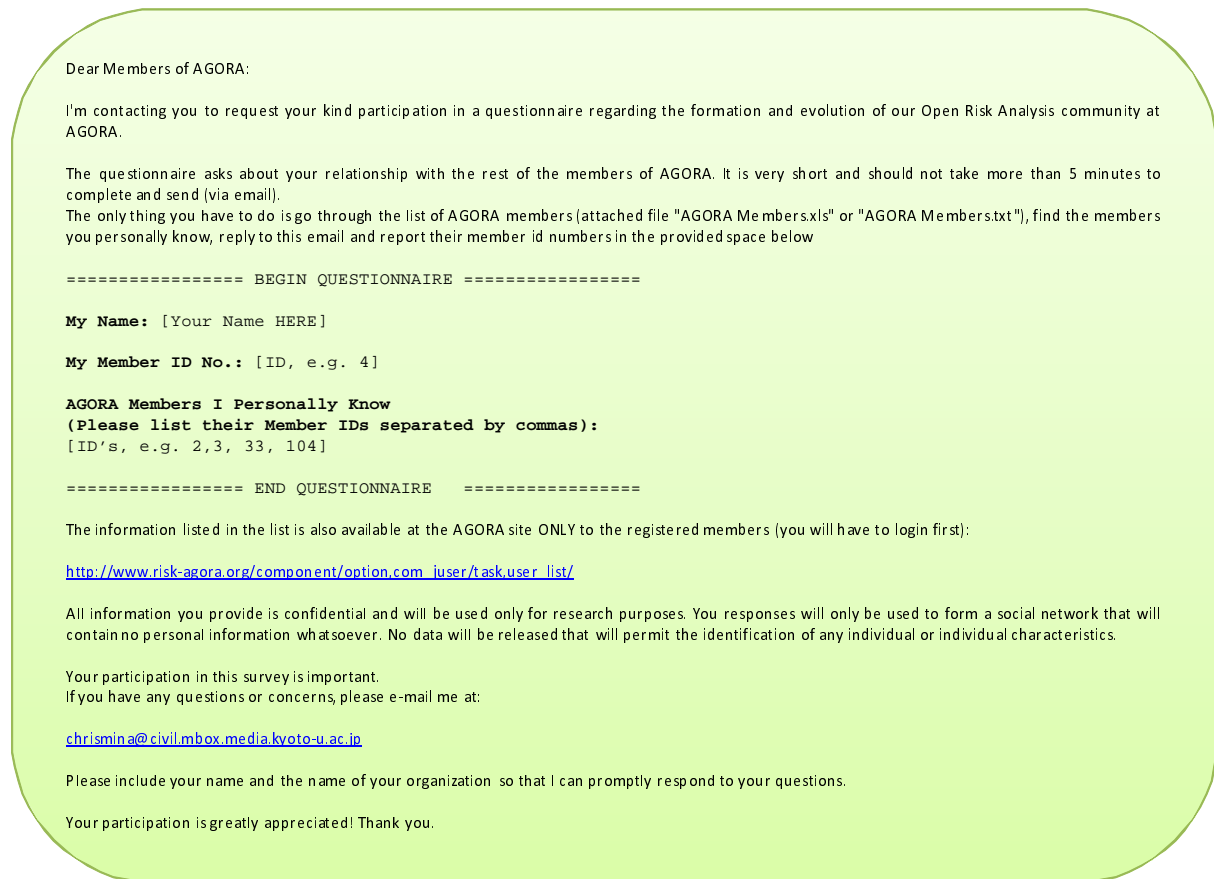 Dear Members of AGORA:
I'm contacting you to request your kind participation in a questionnaire regarding the formation and evolution of our Open Risk Analysis community at
AGORA.
The questionnaire asks about your relationship with the rest of the members of AGORA. It is very short and should not take more than 5 minutes to
complete and send (via email).
The only thing you have to do is go through the list of AGORA members (attached file "AGORA Members.xls" or "AGORA Members.txt"), find the members
you personally know, reply to this email and report their member id numbers in the provided space below
================= BEGIN QUESTIONNAIRE =================
My Name: [Your Name HERE]
My Member ID No.: [ID, e.g. 4]
AGORA Members I Personally Know
(Please list their Member IDs separated by commas):
[ID’s, e.g. 2,3, 33, 104]
================= END QUESTIONNAIRE =================
The information listed in the list is also available at the AGORA site ONLY to the registered members (you will have to login first):
http://www.risk-agora.org/component/option,com_juser/task,user_list/
All information you provide is confidential and will be used only for research purposes. You responses will only be used to form a social network that will
contain no personal information whatsoever. No data will be released that will permit the identification of any individual or individual characteristics.
Your participation in this survey is important.
If you have any questions or concerns, please e-mail me at:
chrismina@civil.mbox.media.kyoto-u.ac.jp
Please include your name and the name of your organization so that I can promptly respond to your questions.
Your participation is greatly appreciated! Thank you.